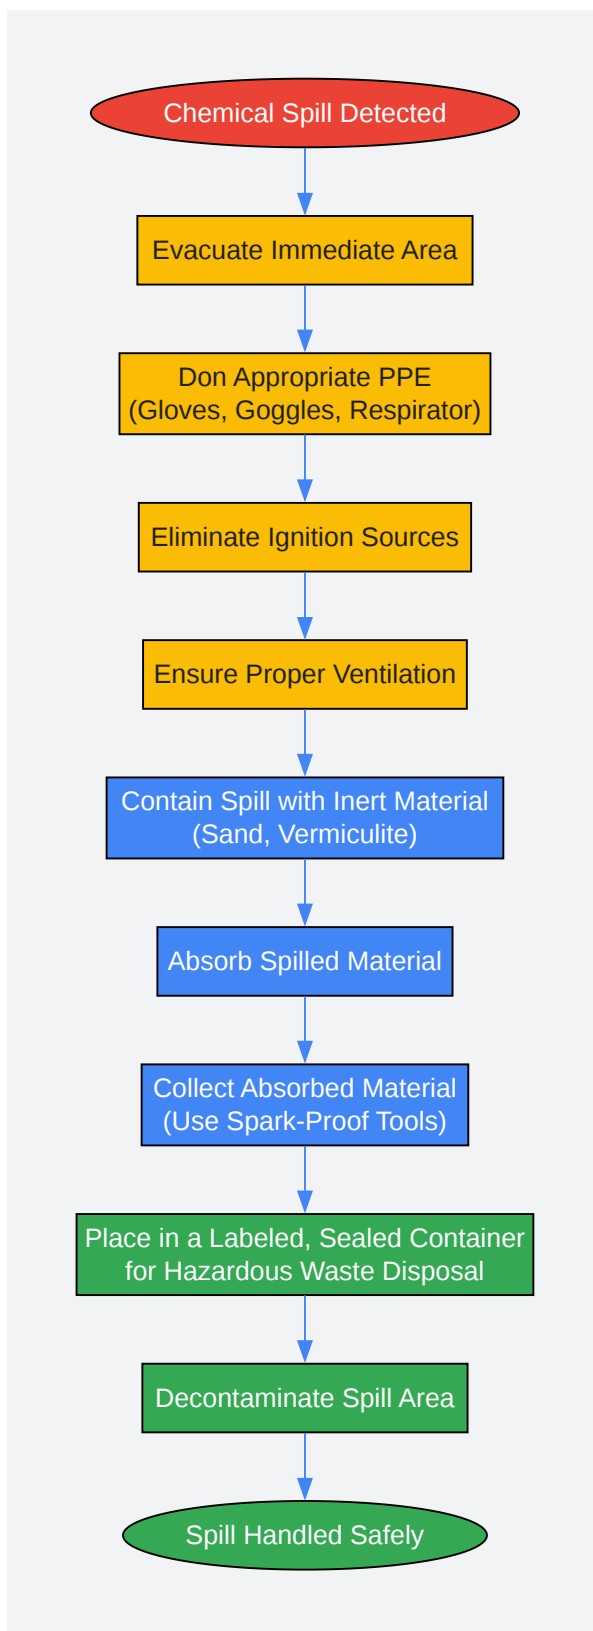 Chemical Spill Detected
Evacuate Immediate Area
Don Appropriate PPE
(Gloves, Goggles, Respirator)
Eliminate Ignition Sources
Ensure Proper Ventilation
Contain Spill with Inert Material
(Sand, Vermiculite)
Absorb Spilled Material
Collect Absorbed Material
(Use Spark-Proof Tools)
Place in a Labeled, Sealed Container
for Hazardous Waste Disposal
Decontaminate Spill Area
Spill Handled Safely